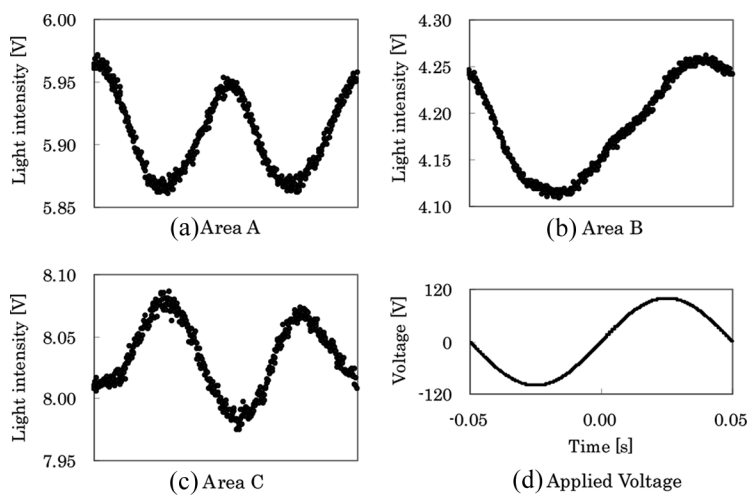 6.00
5.95
5.90
5.85
Light intensity [V]
(a) Area A
4.30
4.25
4.20
4.15
4.10
Light intensity [V]
(b) Area B
8.10
8.05
8.00
7.95
Light intensity [V]
(c) Area C
120
0
-120
Voltage [V]
-0.05 0.00 0.05
Time [s]
(d) Applied Voltage